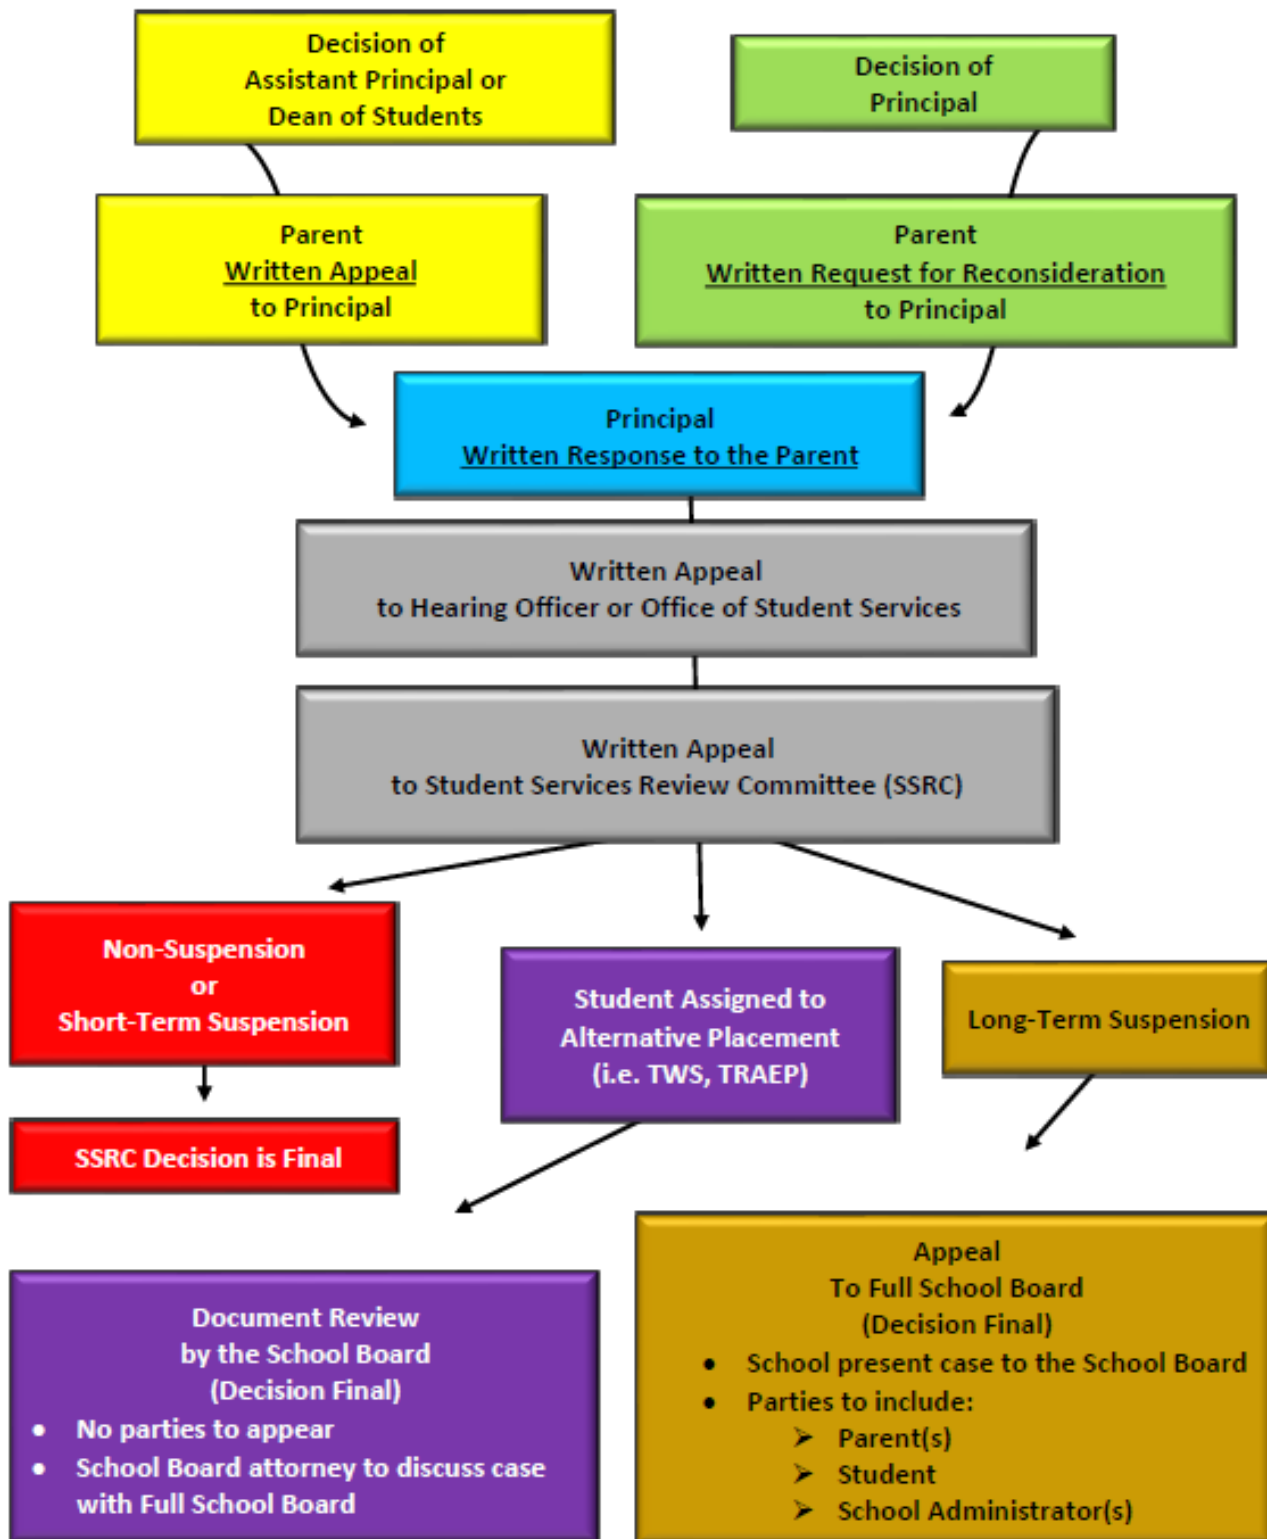 Decision of
Assistant Principal or
Dean of Students
Decision of
Principal
Parent
Written Appeal
to Principal
Parent
Written Request for Reconsideration
to Principal
Principal
Written Response to the Parent
Written Appeal
to Hearing Officer or Office of Student Services
Written Appeal
to Student Services Review Committee (SSRC)
Non-Suspension
or
Short-Term Suspension
Student Assigned to
Alternative Placement
(i.e. TWS, TRAEP)
Long-Term Suspension
SSRC Decision is Final
Document Review
by the School Board
(Decision Final)
• No parties to appear
• School Board attorney to discuss case
with Full School Board
Appeal
To Full School Board
(Decision Final)
• School present case to the School Board
• Parties to include:
➢ Parent(s)
➢ Student
➢ School Administrator(s)